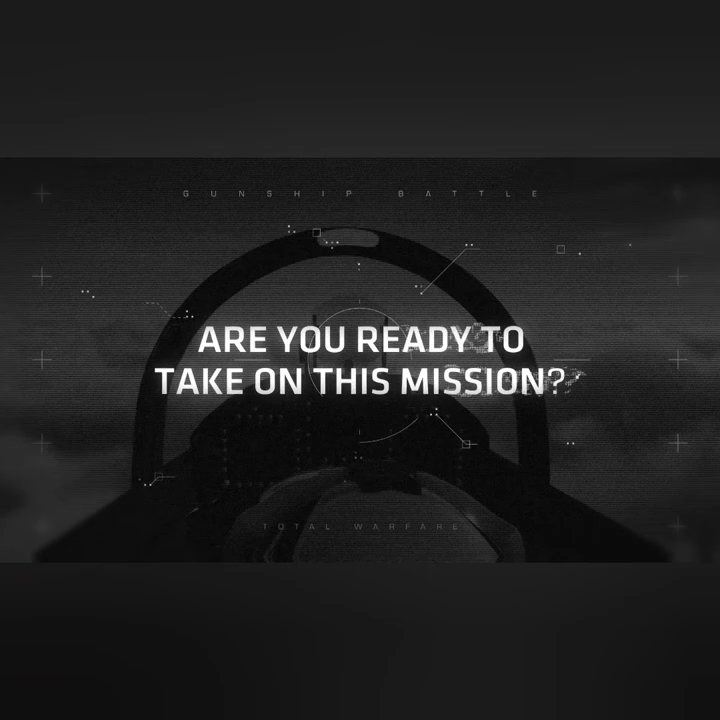 GUNSHIP BATTLE
ARE YOU READY TO
TAKE ON THIS MISSION?
TOTAL WARFARE